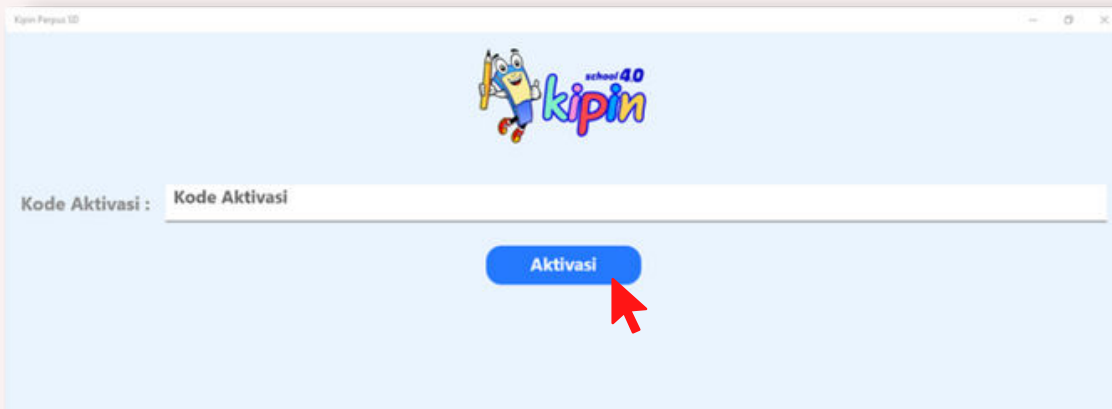 Kipin Perpus SD
school 4.0
kipin
Kode Aktivasi : Kode Aktivasi
Aktivasi